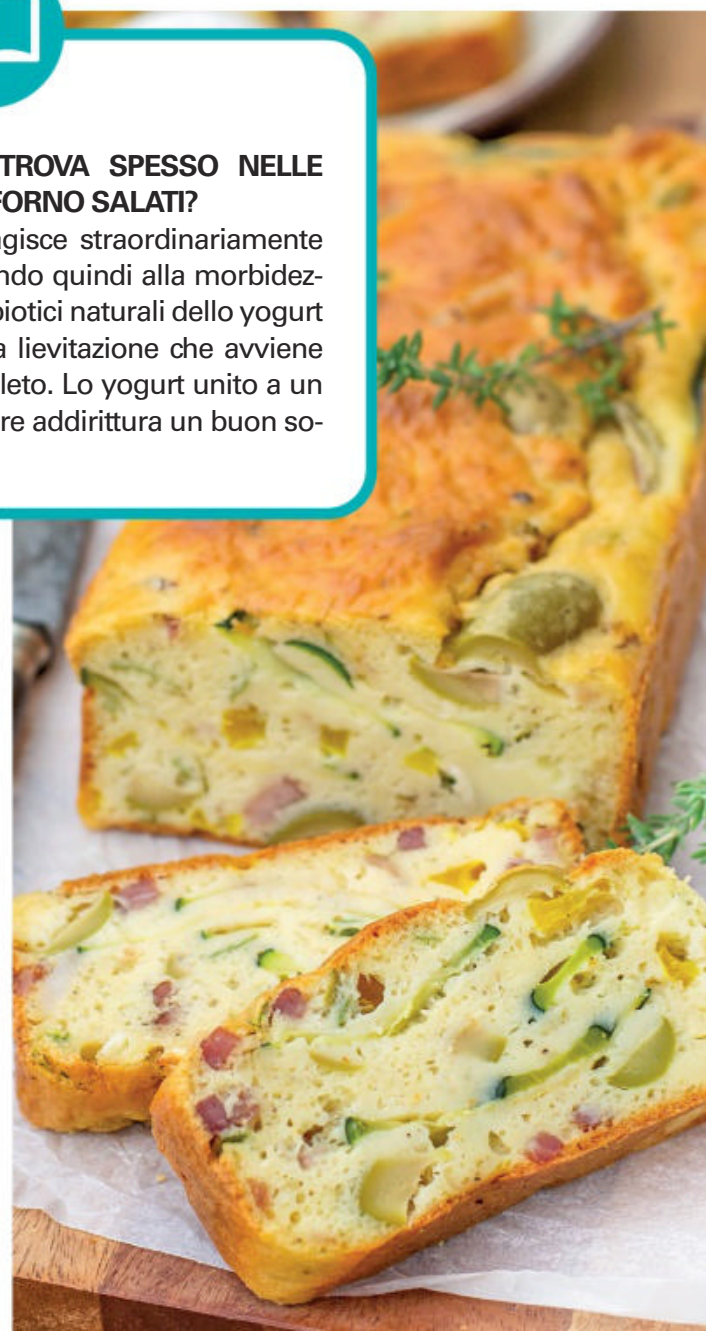 TROVA SPESSO NELLE
FORNO SALATI?
gisce straordinariamente
ndo quindi alla morbidez-
biotici naturali dello yogurt
a lievitazione che avviene
leto. Lo yogurt unito a un
re addirittura un buon so-